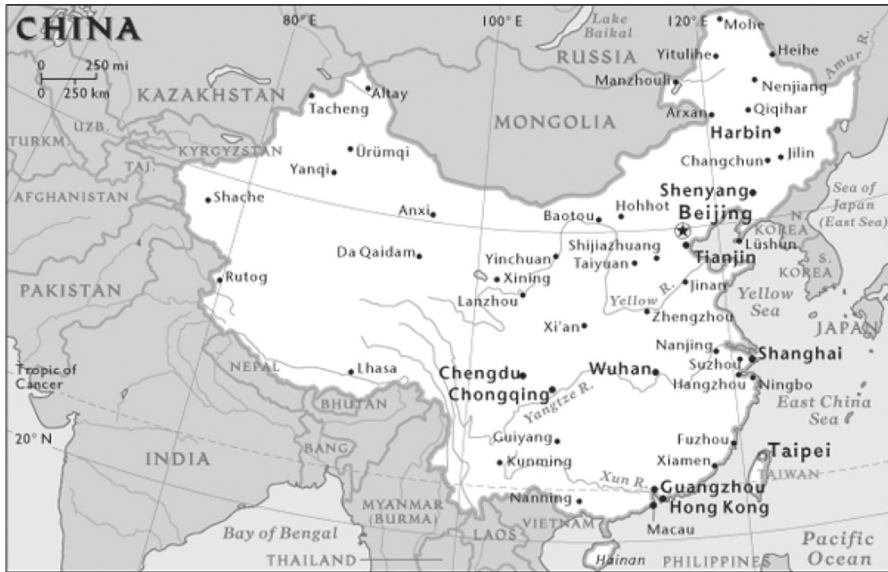 CHINA
0 250 mi
0 250 km
80° E
100° E
120° E
Lake
Baikal
RUSSIA
Mohe
Heihe
Amur R.
Yitulihe
Manzhouli
Nenjiang
KAZAKHSTAN
Altay
Tacheng
MONGOLIA
Arxan
Qiqihar
Harbin
UZB.
TURKM.
KYRGYZSTAN
TAJ.
Ürümqi
Yanqi
Changchun
Jilin
AFGHANISTAN
Shache
Anxi
Baotou
Hohhot
Shenyang
Beijing
Sea of
Japan
(East Sea)
N.
KOREA
Lüshun
Da Qaidam
Yinchuan
Shijiazhuang
Taiyuan
Tianjin
S.
KOREA
Rutog
Xining
Lanzhou
Jinan
Yellow R.
Zhengzhou
Yellow
Sea
JAPAN
PAKISTAN
Xi'an
Nanjing
Shanghai
Suzhou
Hangzhou
Ningbo
Tropic of
Cancer
NEPAL
Lhasa
Chengdu
Chongqing
Wuhan
Yangtze R.
BHUTAN
East China
Sea
20° N
INDIA
BANG.
Guiyang
Kunming
Fuzhou
Xiamen
Taipei
TAIWAN
Xun R.
Guangzhou
Hong Kong
Nanning
Macau
MYANMAR
(BURMA)
LAOS
VIETNAM
Bay of Bengal
THAILAND
Hainan
PHILIPPINES
Pacific
Ocean